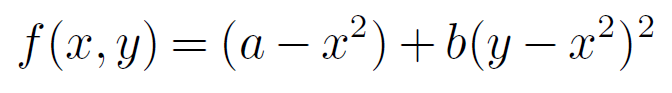 f(x, y) = (a − x²) + b(y − x²)²